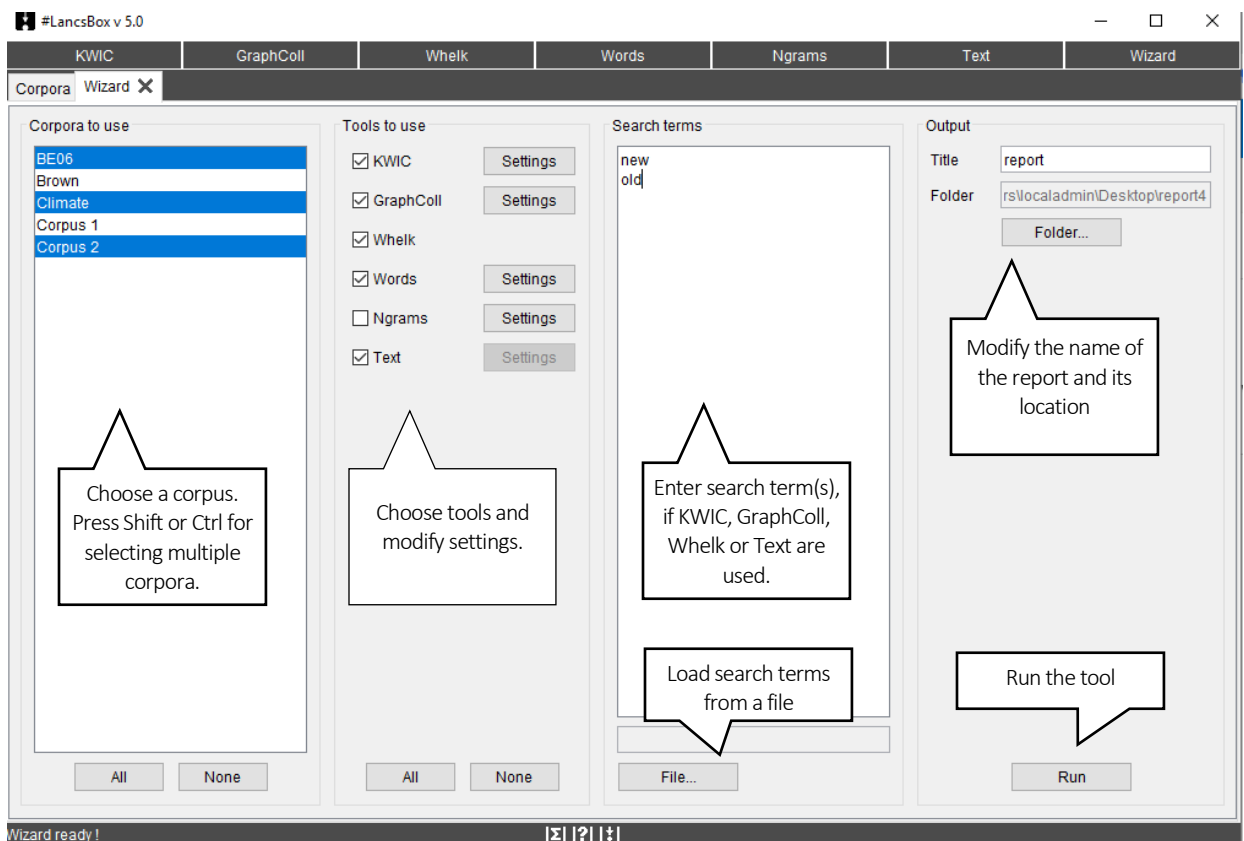 #LancsBox v 5.0
KWIC GraphColl Whelk Words Ngrams Text Wizard
Corpora Wizard
Corpora to use
BE06
Brown
Climate
Corpus 1
Corpus 2
Choose a corpus.
Press Shift or Ctrl for
selecting multiple
corpora.
All None
Tools to use
KWIC Settings
GraphColl Settings
Whelk
Words Settings
Ngrams Settings
Text Settings
Choose tools and
modify settings.
All None
Search terms
new
old
Enter search term(s),
if KWIC, GraphColl,
Whelk or Text are
used.
Load search terms
from a file
File...
Output
Title report
Folder rs\localadmin\Desktop\report4
Folder...
Modify the name of
the report and its
location
Run the tool
Run
Wizard ready !
|Σ| |?| |‡|